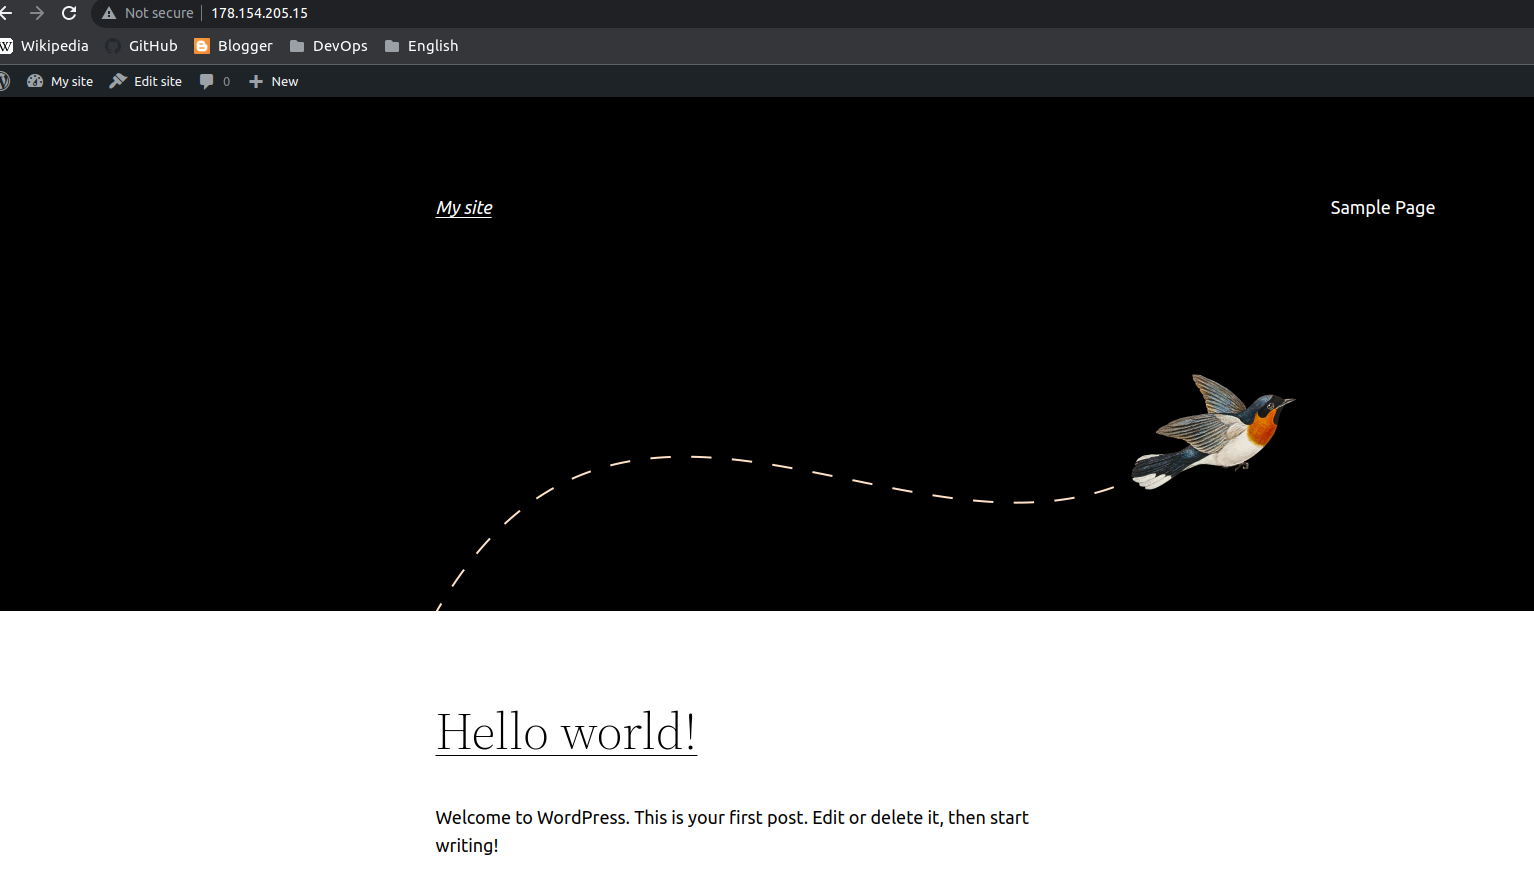 Not secure 178.154.205.15
W Wikipedia GitHub Blogger DevOps English
My site Edit site 0 New
My site Sample Page
Hello world!
Welcome to WordPress. This is your first post. Edit or delete it, then start
writing!